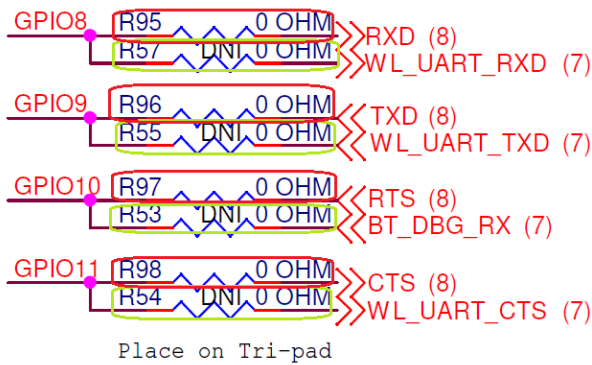 GPIO8 R95 0 OHM RXD (8)
R57 DNI 0 OHM WL_UART_RXD (7)
GPIO9 R96 0 OHM TXD (8)
R55 DNI 0 OHM WL_UART_TXD (7)
GPIO10 R97 0 OHM RTS (8)
R53 DNI 0 OHM BT_DBG_RX (7)
GPIO11 R98 0 OHM CTS (8)
R54 DNI 0 OHM WL_UART_CTS (7)
Place on Tri-pad